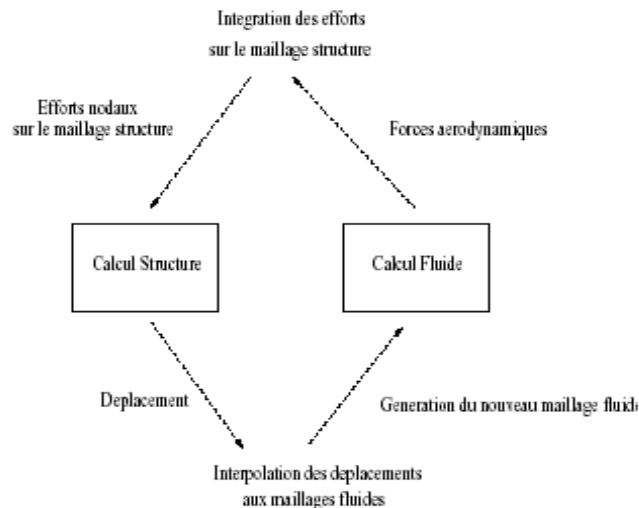 Integration des efforts
sur le maillage structure
Efforts nodaux
sur le maillage structure
Forces aerodynamiques
Calcul Structure
Calcul Fluide
Deplacement
Generation du nouveau maillage fluide
Interpolation des deplacements
aux maillages fluides